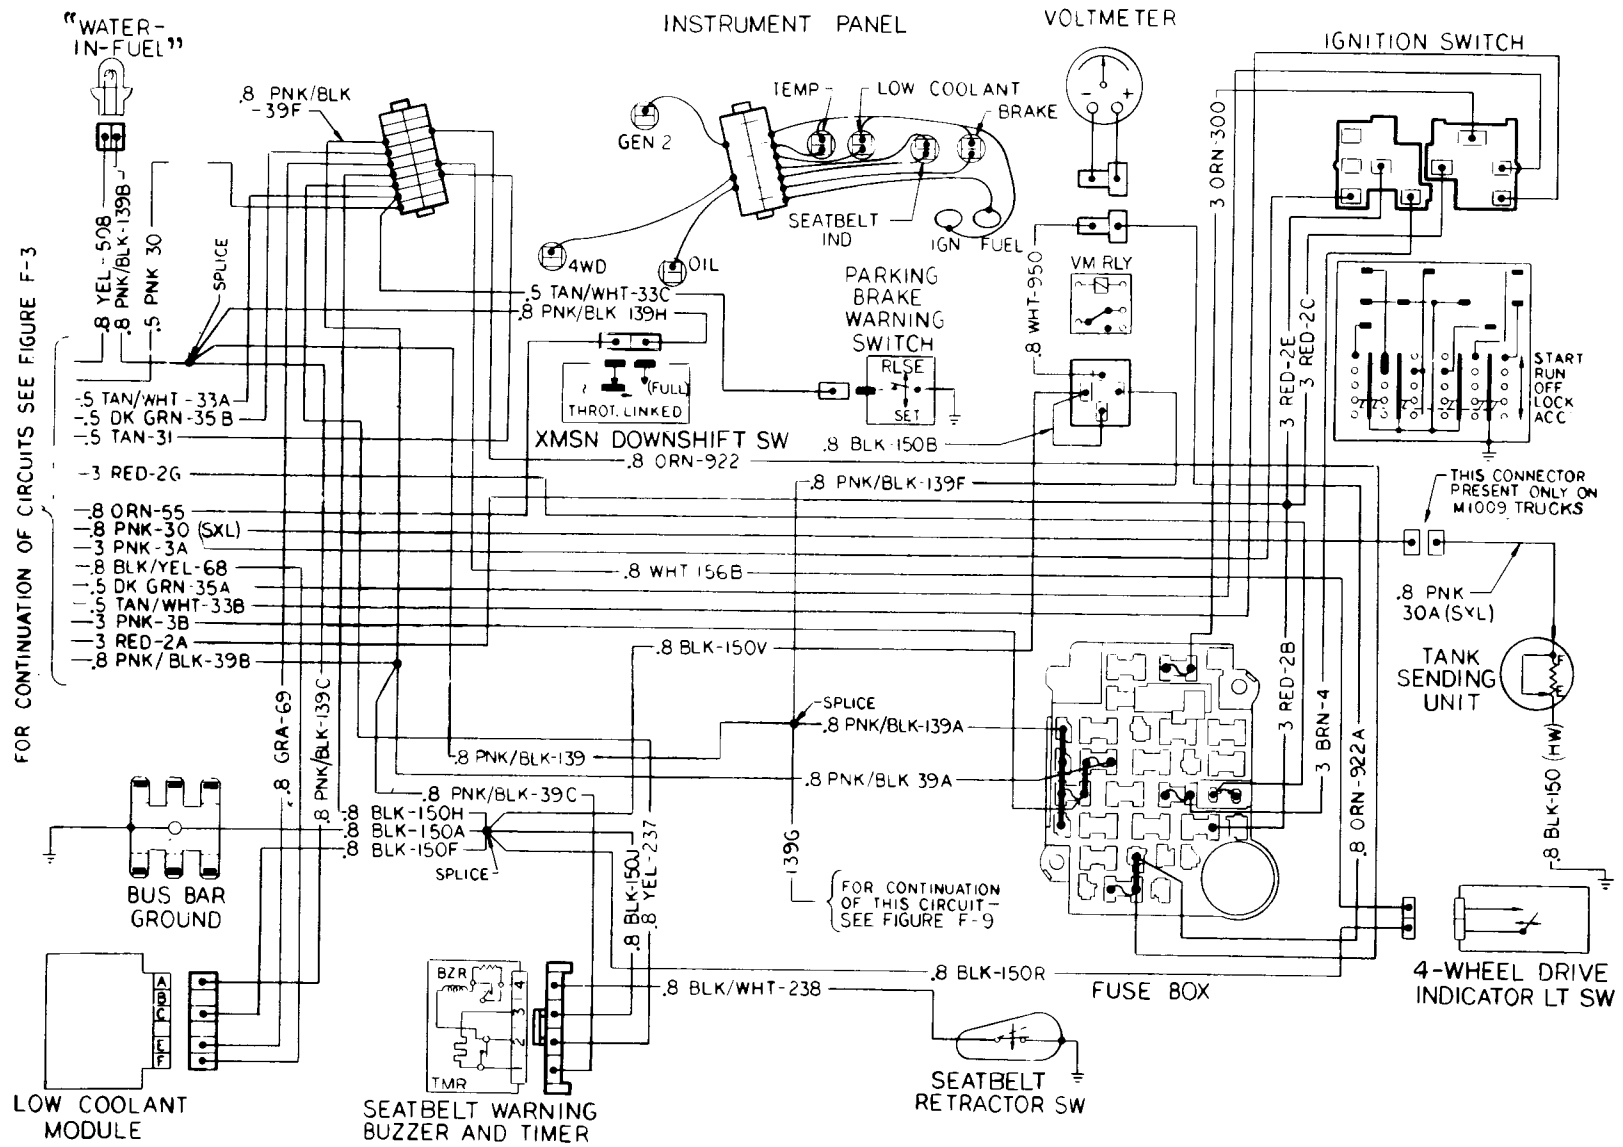 "WATER-
IN-FUEL"
INSTRUMENT PANEL
VOLTMETER
IGNITION SWITCH
.8 PNK/BLK
-39F
GEN 2
TEMP
LOW COOLANT
BRAKE
- +
3 ORN-300
SEATBELT
IND
IGN FUEL
4WD
OIL
.8 YEL-508
.8 PNK/BLK-139B
.5 PNK 30
SPLICE
.5 TAN/WHT-33C
.8 PNK/BLK 139H
PARKING
BRAKE
WARNING
SWITCH
RLSE
SET
VM RLY
.8 WHT-950
3 RED-2E
3 RED-2C
START
RUN
OFF
LOCK
ACC
(FULL)
THROT. LINKED
XMSN DOWNSHIFT SW
.8 BLK-150B
.8 ORN-922
.8 PNK/BLK-139F
THIS CONNECTOR
PRESENT ONLY ON
M1009 TRUCKS
FOR CONTINUATION OF CIRCUITS SEE FIGURE F-3
.5 TAN/WHT-33A
.5 DK GRN-35B
.5 TAN-31
3 RED-2G
.8 ORN-55
.8 PNK-30 (SXL)
3 PNK-3A
.8 BLK/YEL-68
.5 DK GRN-35A
.5 TAN/WHT-33B
3 PNK-3B
3 RED-2A
.8 PNK/BLK-39B
.8 WHT 156B
.8 BLK-150V
.8 PNK
30A(SXL)
TANK
SENDING
UNIT
F
E
.8 BLK-150 (HW)
.8 GRA-69
.8 PNK/BLK-139C
SPLICE
.8 PNK/BLK-139A
.8 PNK/BLK-139
.8 PNK/BLK 39A
.8 PNK/BLK-39C
3 RED-2B
3 BRN-4
.8 ORN-922A
.8 BLK-150H
.8 BLK-150A
.8 BLK-150F
SPLICE
.8 BLK-150J
.8 YEL-237
139G
FOR CONTINUATION
OF THIS CIRCUIT-
SEE FIGURE F-9
BUS BAR
GROUND
FUSE BOX
.8 BLK-150R
.8 BLK/WHT-238
4-WHEEL DRIVE
INDICATOR LT SW
A
B
C
E
F
LOW COOLANT
MODULE
BZR
TMR
4
3
2
1
SEATBELT WARNING
BUZZER AND TIMER
SEATBELT
RETRACTOR SW